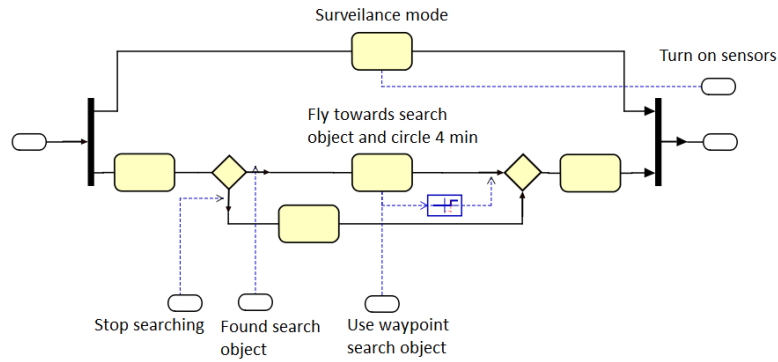 Surveilance mode
Turn on sensors
Fly towards search
object and circle 4 min
Stop searching
Found search
object
Use waypoint
search object